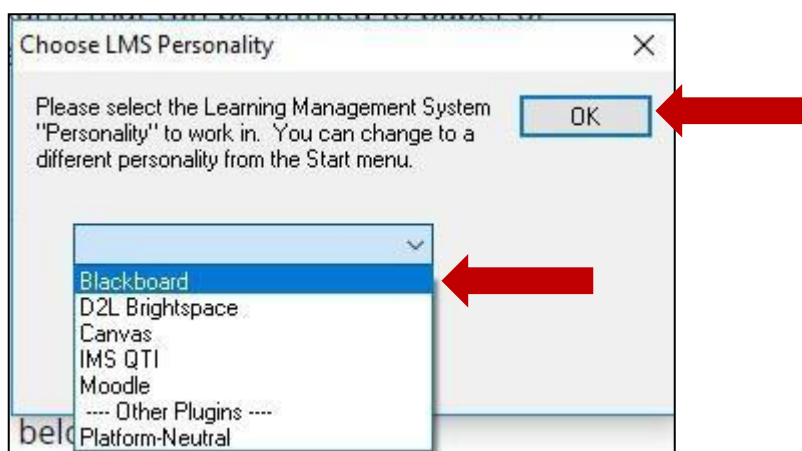 Choose LMS Personality
Please select the Learning Management System
"Personality" to work in.  You can change to a
different personality from the Start menu.
OK
Blackboard
D2L Brightspace
Canvas
IMS QTI
Moodle
---- Other Plugins ----
Platform-Neutral